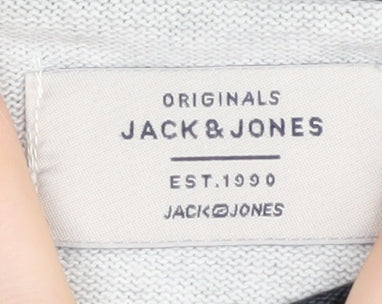 ORIGINALS
JACK & JONES
EST.1990
JACK JONES